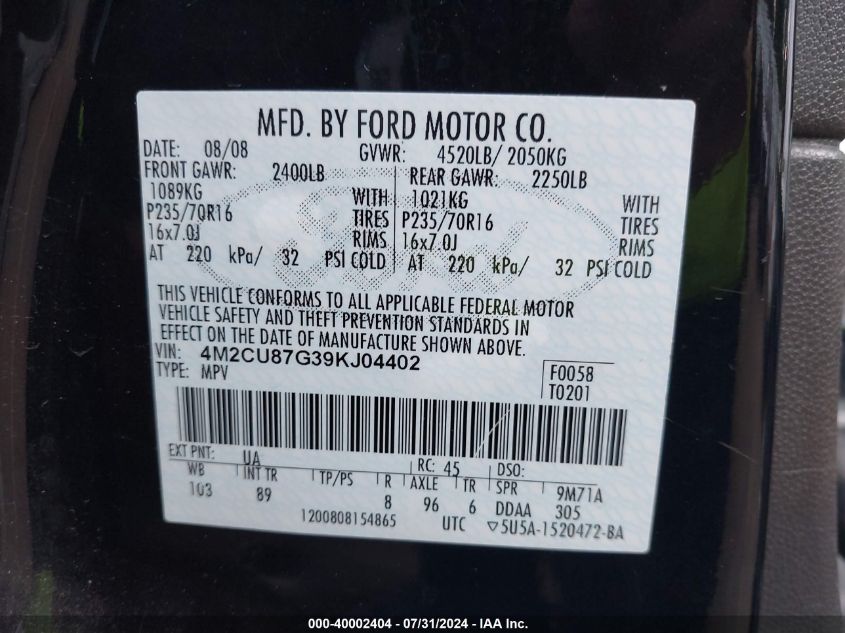 MFD. BY FORD MOTOR CO.
DATE: 08/08 GVWR: 4520LB/ 2050KG
FRONT GAWR: 2400LB REAR GAWR: 2250LB
1089KG WITH 1021KG WITH
P235/70R16 TIRES P235/70R16 TIRES
16x7.0J RIMS 16x7.0J RIMS
AT 220 kPa/ 32 PSI COLD AT 220 kPa/ 32 PSI COLD
Ford
THIS VEHICLE CONFORMS TO ALL APPLICABLE FEDERAL MOTOR
VEHICLE SAFETY AND THEFT PREVENTION STANDARDS IN
EFFECT ON THE DATE OF MANUFACTURE SHOWN ABOVE.
VIN: 4M2CU87G39KJ04402 F0058
TYPE: MPV T0201
EXT PNT: UA RC: 45 DSO:
WB INT TR TP/PS R AXLE TR SPR 9M71A
103 89 8 96 6 DDAA 305
1200808154865 UTC ▽5U5A-1520472-BA
000-40002404 - 07/31/2024 - IAA Inc.